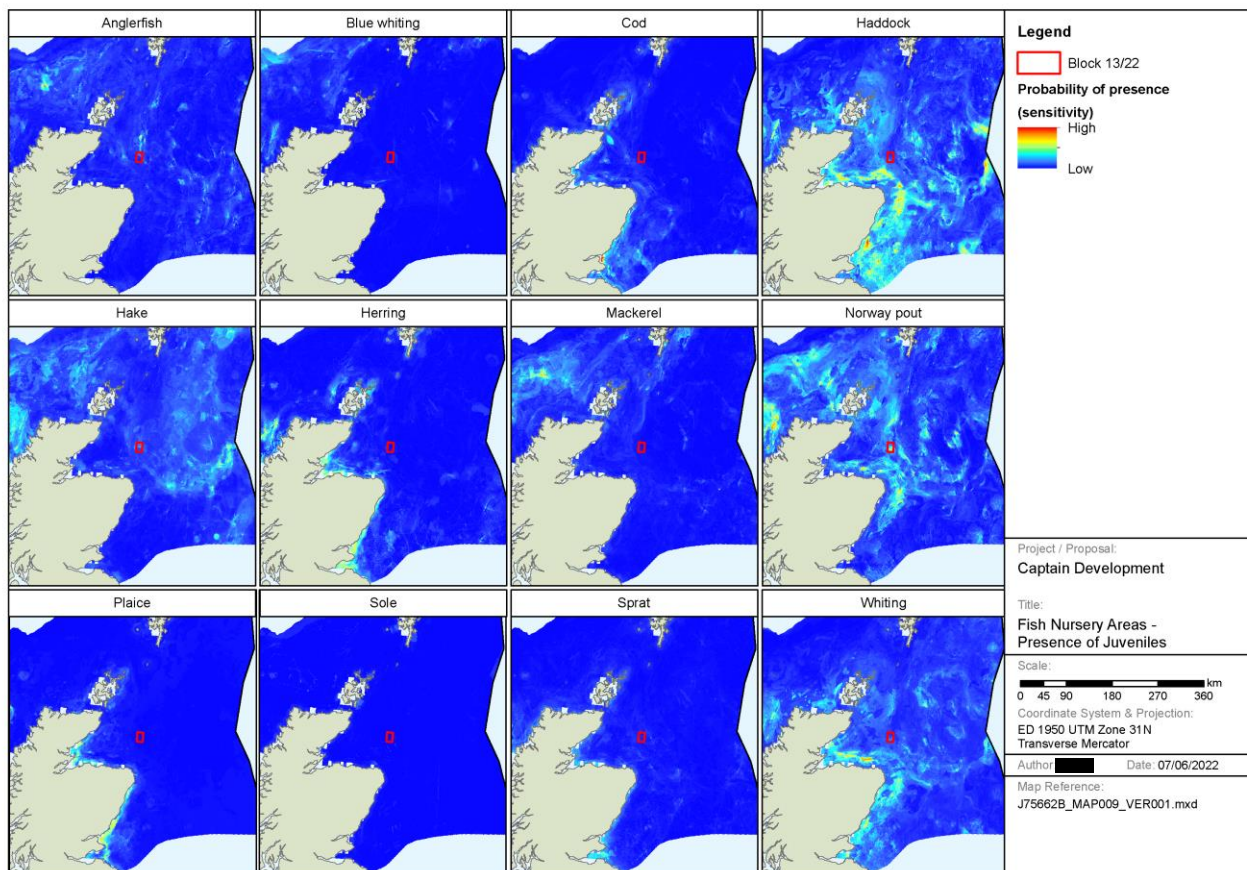 Anglerfish
Blue whiting
Cod
Haddock
Hake
Herring
Mackerel
Norway pout
Plaice
Sole
Sprat
Whiting
Legend
Block 13/22
Probability of presence
(sensitivity)
High
Low
Project / Proposal:
Captain Development
Title:
Fish Nursery Areas -
Presence of Juveniles
Scale:
km
0 45 90 180 270 360
Coordinate System & Projection:
ED 1950 UTM Zone 31N
Transverse Mercator
Author Date: 07/06/2022
Map Reference:
J75662B_MAP009_VER001.mxd